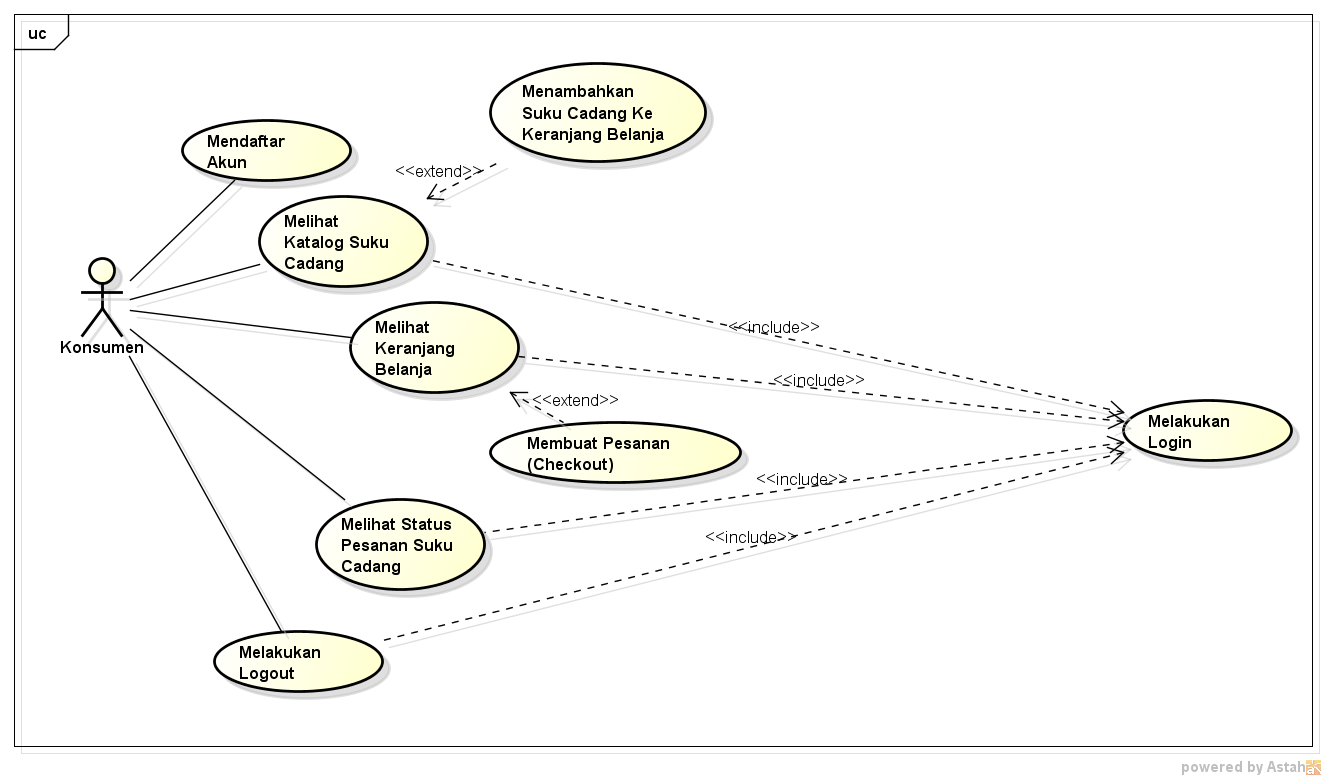 uc
Menambahkan
Suku Cadang Ke
Keranjang Belanja
Mendaftar
Akun
<<extend>>
Melihat
Katalog Suku
Cadang
<<include>>
Konsumen
Melihat
Keranjang
Belanja
<<include>>
<<extend>>
Melakukan
Login
Membuat Pesanan
(Checkout)
<<include>>
Melihat Status
Pesanan Suku
Cadang
<<include>>
Melakukan
Logout
powered by Astah